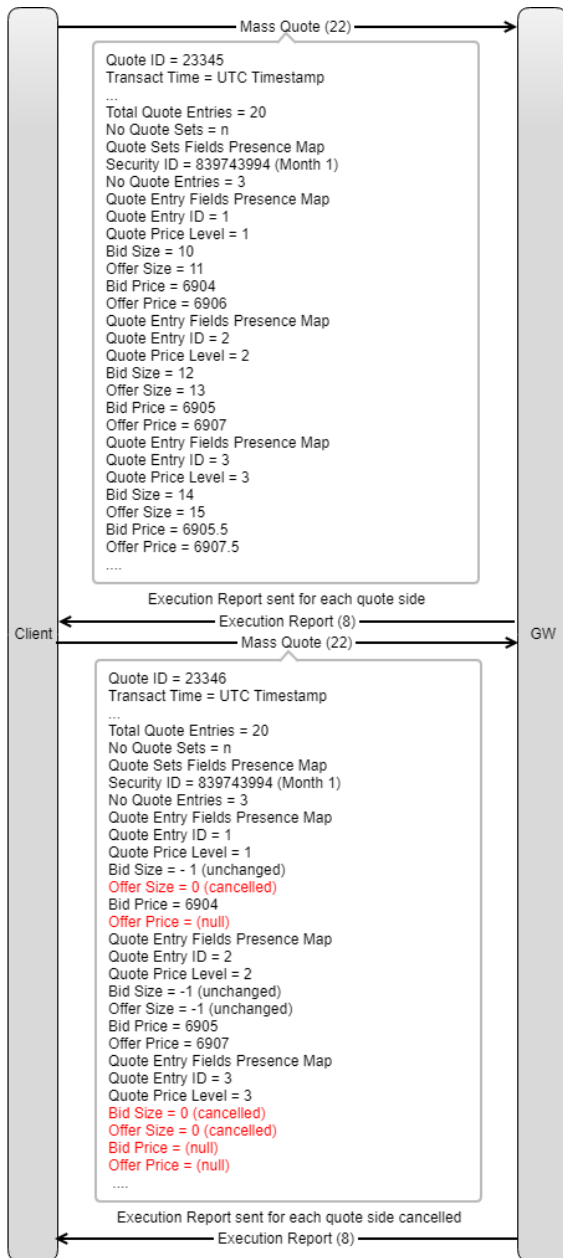 Mass Quote (22)
Quote ID = 23345
Transact Time = UTC Timestamp
...
Total Quote Entries = 20
No Quote Sets = n
Quote Sets Fields Presence Map
Security ID = 839743994 (Month 1)
No Quote Entries = 3
Quote Entry Fields Presence Map
Quote Entry ID = 1
Quote Price Level = 1
Bid Size = 10
Offer Size = 11
Bid Price = 6904
Offer Price = 6906
Quote Entry Fields Presence Map
Quote Entry ID = 2
Quote Price Level = 2
Bid Size = 12
Offer Size = 13
Bid Price = 6905
Offer Price = 6907
Quote Entry Fields Presence Map
Quote Entry ID = 3
Quote Price Level = 3
Bid Size = 14
Offer Size = 15
Bid Price = 6905.5
Offer Price = 6907.5
....
Execution Report sent for each quote side
Execution Report (8)
Client
GW
Mass Quote (22)
Quote ID = 23346
Transact Time = UTC Timestamp
...
Total Quote Entries = 20
No Quote Sets = n
Quote Sets Fields Presence Map
Security ID = 839743994 (Month 1)
No Quote Entries = 3
Quote Entry Fields Presence Map
Quote Entry ID = 1
Quote Price Level = 1
Bid Size = - 1 (unchanged)
Offer Size = 0 (cancelled)
Bid Price = 6904
Offer Price = (null)
Quote Entry Fields Presence Map
Quote Entry ID = 2
Quote Price Level = 2
Bid Size = -1 (unchanged)
Offer Size = -1 (unchanged)
Bid Price = 6905
Offer Price = 6907
Quote Entry Fields Presence Map
Quote Entry ID = 3
Quote Price Level = 3
Bid Size = 0 (cancelled)
Offer Size = 0 (cancelled)
Bid Price = (null)
Offer Price = (null)
....
Execution Report sent for each quote side cancelled
Execution Report (8)